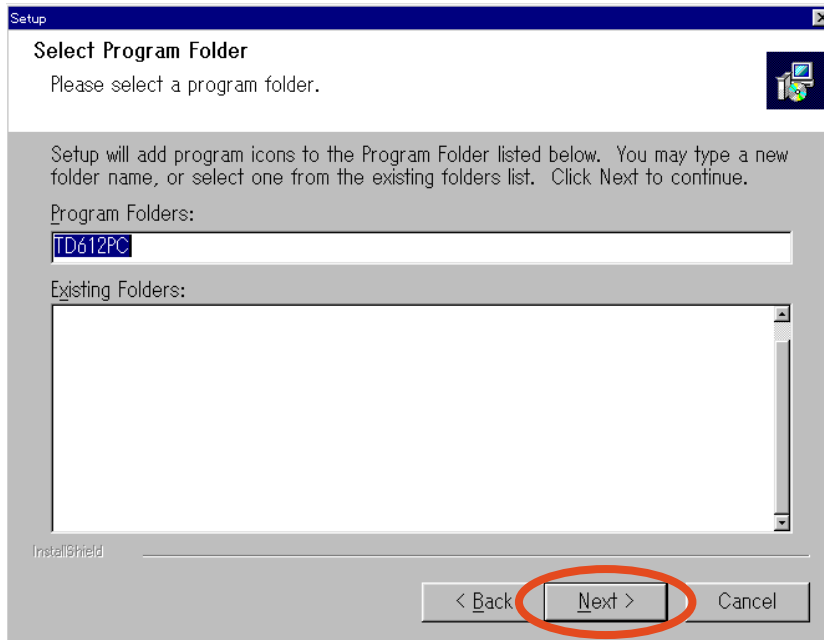 Setup
Select Program Folder
Please select a program folder.
Setup will add program icons to the Program Folder listed below. You may type a new
folder name, or select one from the existing folders list. Click Next to continue.
Program Folders:
TD612PC
Existing Folders:
InstallShield
< Back
Next >
Cancel